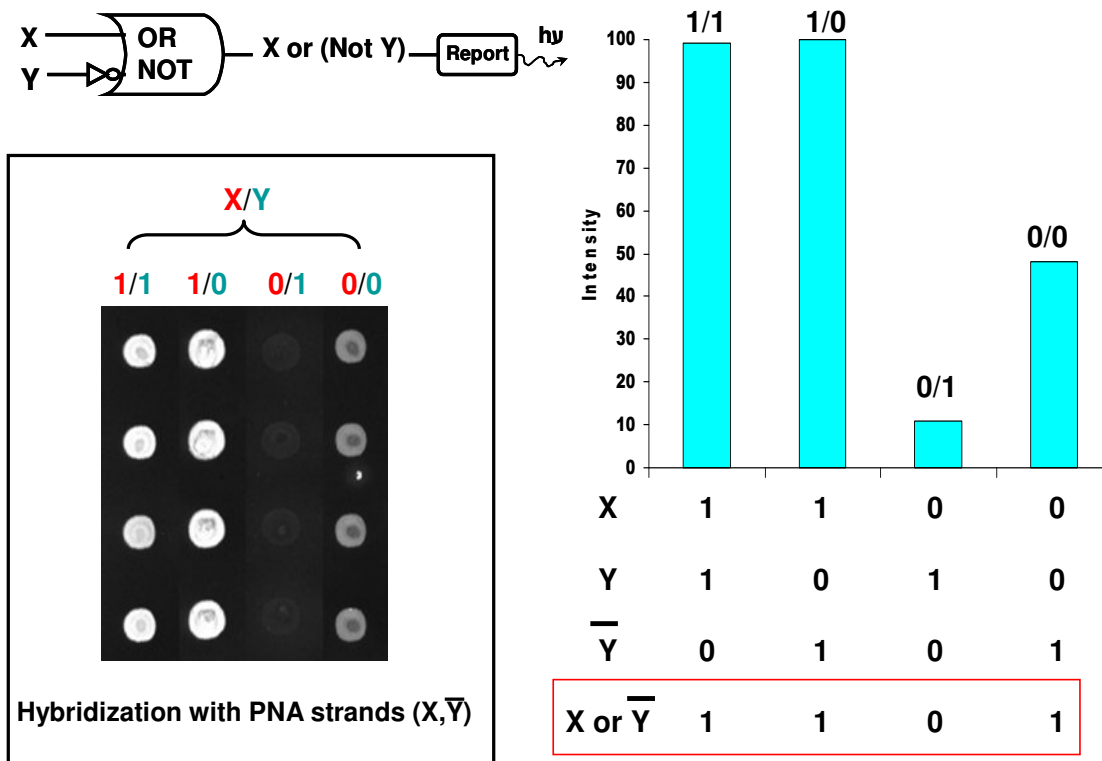 X
Y
OR
NOT
X or (Not Y)
Report
hν
X/Y
1/1 1/0 0/1 0/0
Hybridization with PNA strands (X,Y̅)
Intensity
100
90
80
70
60
50
40
30
20
10
0
1/1
1/0
0/1
0/0
X 1 1 0 0
Y 1 0 1 0
Y̅ 0 1 0 1
X or Y̅ 1 1 0 1